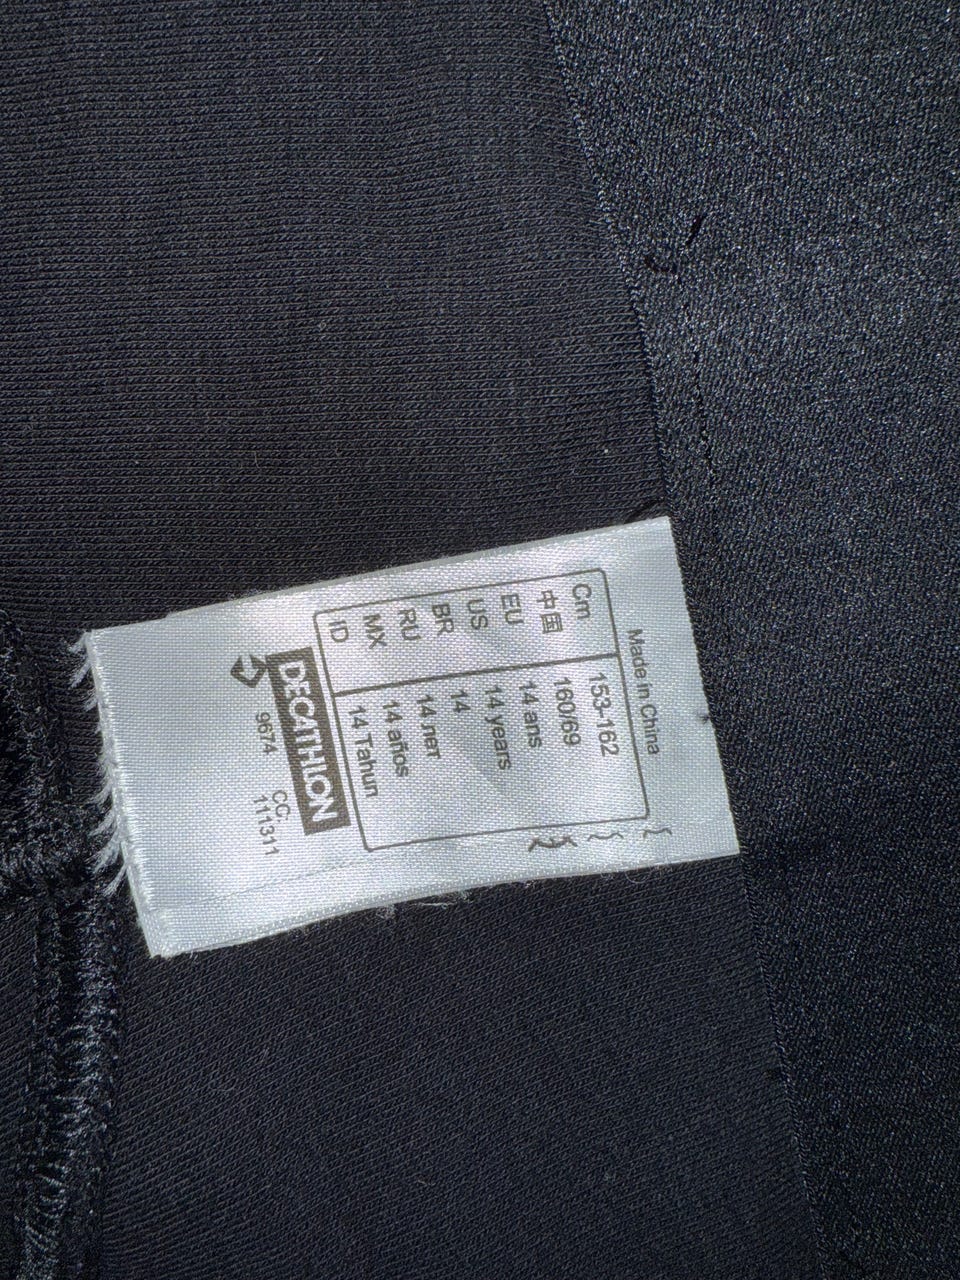 Made in China
Cm 153-162
中国 160/69
EU 14 ans
US 14 years
BR 14
RU 14 лет
MX 14 años
ID 14 Tahun
DECATHLON
CC. 111311
9674